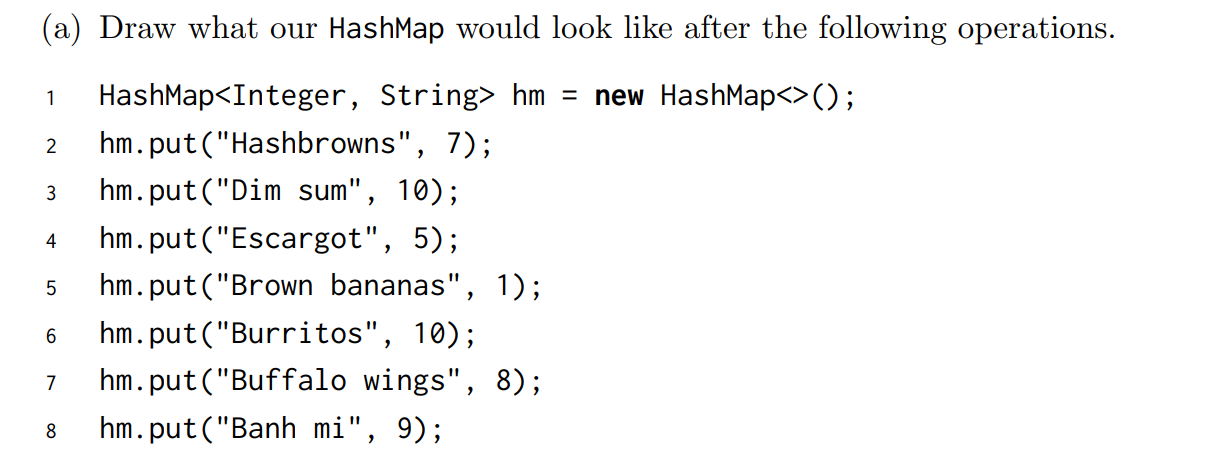 (a) Draw what our HashMap would look like after the following operations.
1 HashMap<Integer, String> hm = new HashMap<>();
2 hm.put("Hashbrowns", 7);
3 hm.put("Dim sum", 10);
4 hm.put("Escargot", 5);
5 hm.put("Brown bananas", 1);
6 hm.put("Burritos", 10);
7 hm.put("Buffalo wings", 8);
8 hm.put("Banh mi", 9);